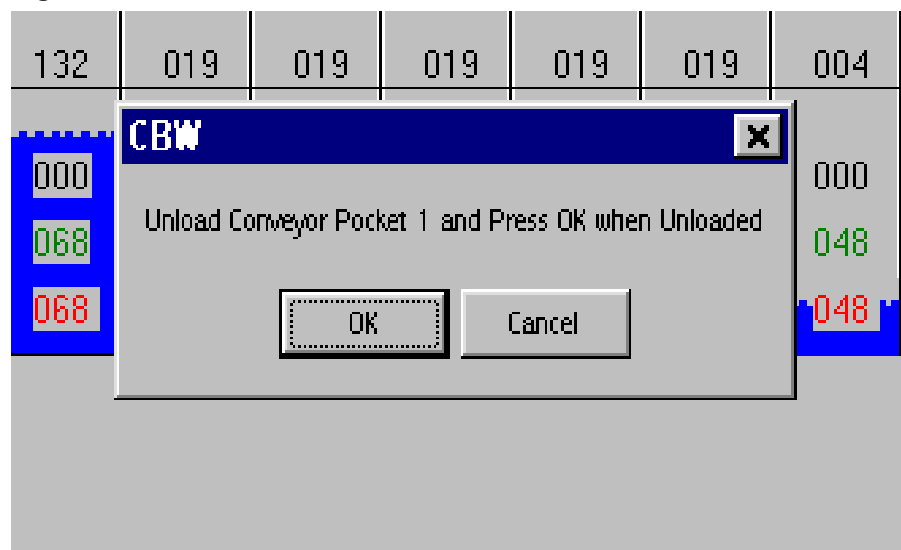 132 019 019 019 019 019 004
CBW
000 000
Unload Conveyor Pocket 1 and Press OK when Unloaded
068 048
068 OK Cancel 048